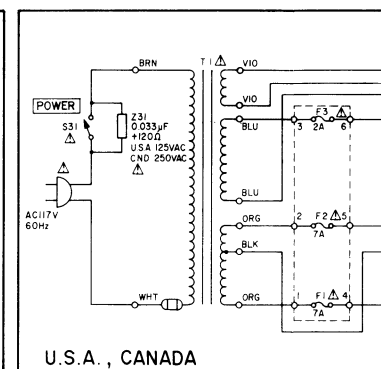 BRN
T1
VIO
POWER
S31
Z31
0.033µF
+120Ω
U.S.A 125VAC
CND 250VAC
VIO
BLU
3
F3
2A
6
BLU
AC117V
60Hz
ORG
2
F2
5
7A
BLK
WHT
ORG
1
F1
4
7A
U.S.A., CANADA